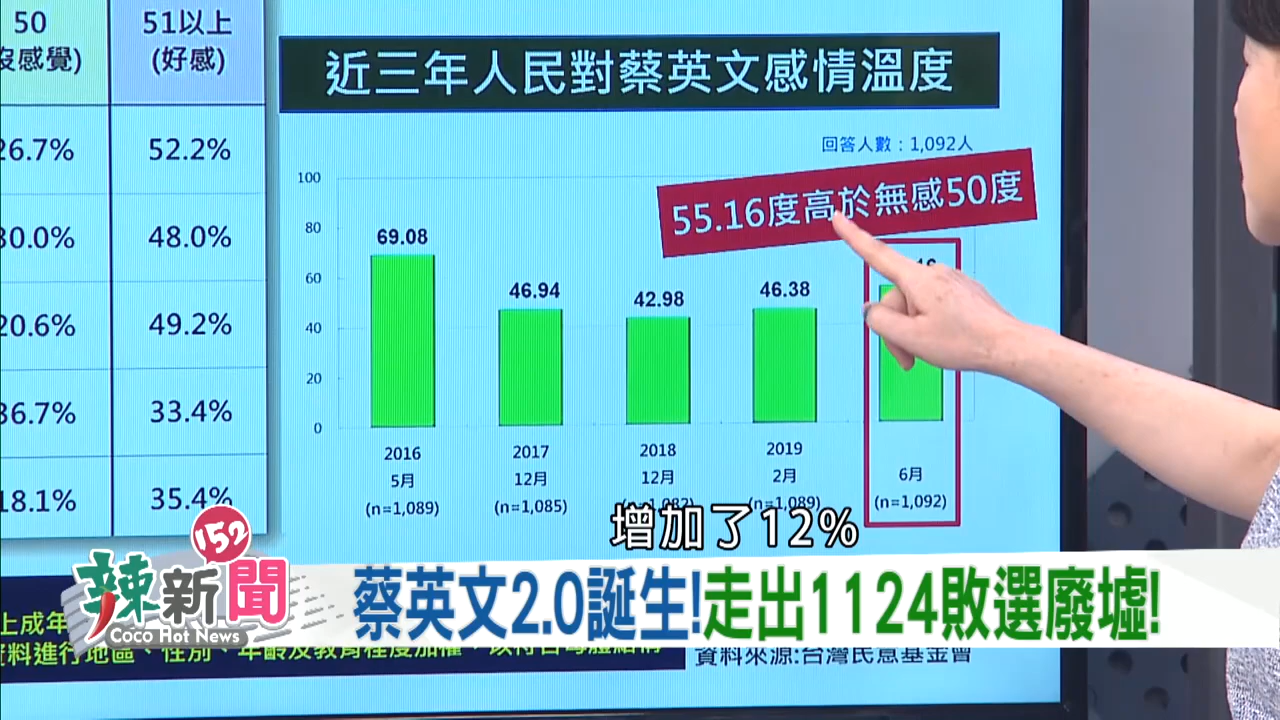 50
51以上
沒感覺)
(好感)
26.7%
52.2%
30.0%
48.0%
20.6%
49.2%
36.7%
33.4%
18.1%
35.4%
近三年人民對蔡英文感情溫度
回答人數：1,092人
55.16度高於無感50度
100
80
60
40
20
0
69.08
46.94
42.98
46.38
2016
5月
(n=1,089)
2017
12月
(n=1,085)
2018
12月
2019
2月
(n=1,089)
6月
(n=1,092)
增加了12%
152
辣新聞
Coco Hot News
蔡英文2.0誕生!走出1124敗選廢墟!
上成年
資料來源:台灣民意基金會